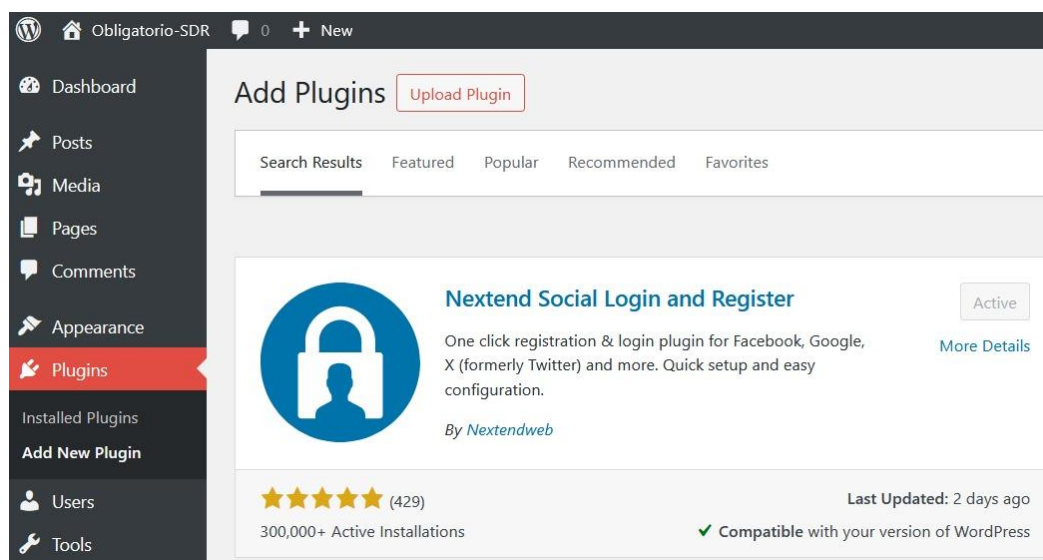 Obligatorio-SDR 0 New
Dashboard
Posts
Media
Pages
Comments
Appearance
Plugins
Installed Plugins
Add New Plugin
Users
Tools
Add Plugins Upload Plugin
Search Results Featured Popular Recommended Favorites
Nextend Social Login and Register
Active
One click registration & login plugin for Facebook, Google,
X (formerly Twitter) and more. Quick setup and easy
configuration.
More Details
By Nextendweb
(429)
300,000+ Active Installations
Last Updated: 2 days ago
Compatible with your version of WordPress